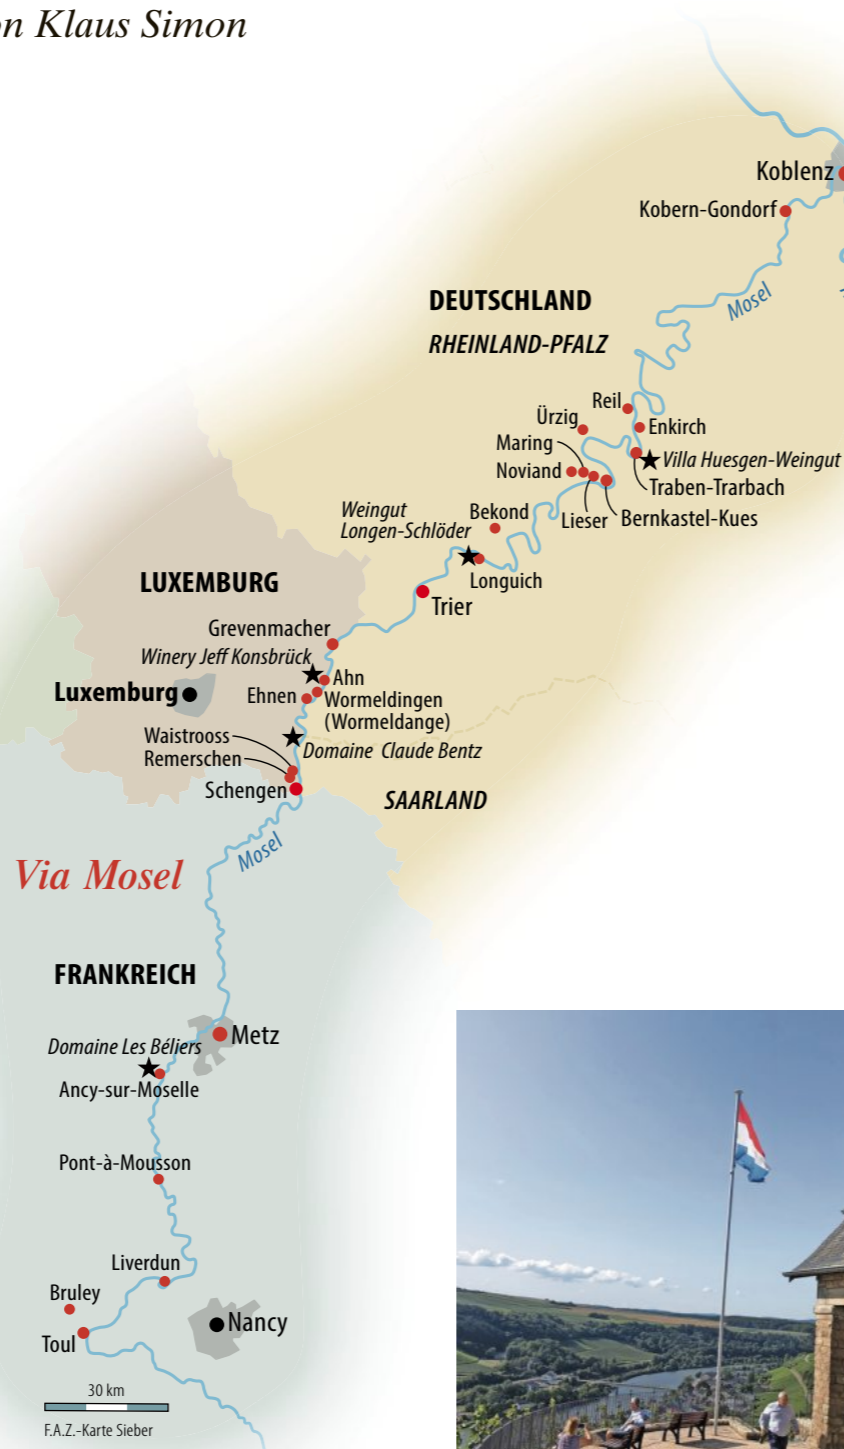 on Klaus Simon
Koblenz
Kobern-Gondorf
DEUTSCHLAND
Mosel
RHEINLAND-PFALZ
Reil
Ürzig
Enkirch
Maring
Villa Huesgen-Weingut
Noviand
Traben-Trarbach
Weingut
Longen-Schlöder
Bekond
Lieser
Bernkastel-Kues
LUXEMBURG
Longuich
Trier
Grevenmacher
Winery Jeff Konsbrück
Ahn
Luxemburg
Ehnen
Wormeldingen
(Wormeldange)
Waistrooss
Domaine Claude Bentz
Remerschen
Schengen
SAARLAND
Mosel
Via Mosel
FRANKREICH
Metz
Domaine Les Béliers
Ancy-sur-Moselle
Pont-à-Mousson
Liverdun
Bruley
Nancy
Toul
30 km
F.A.Z.-Karte Sieber